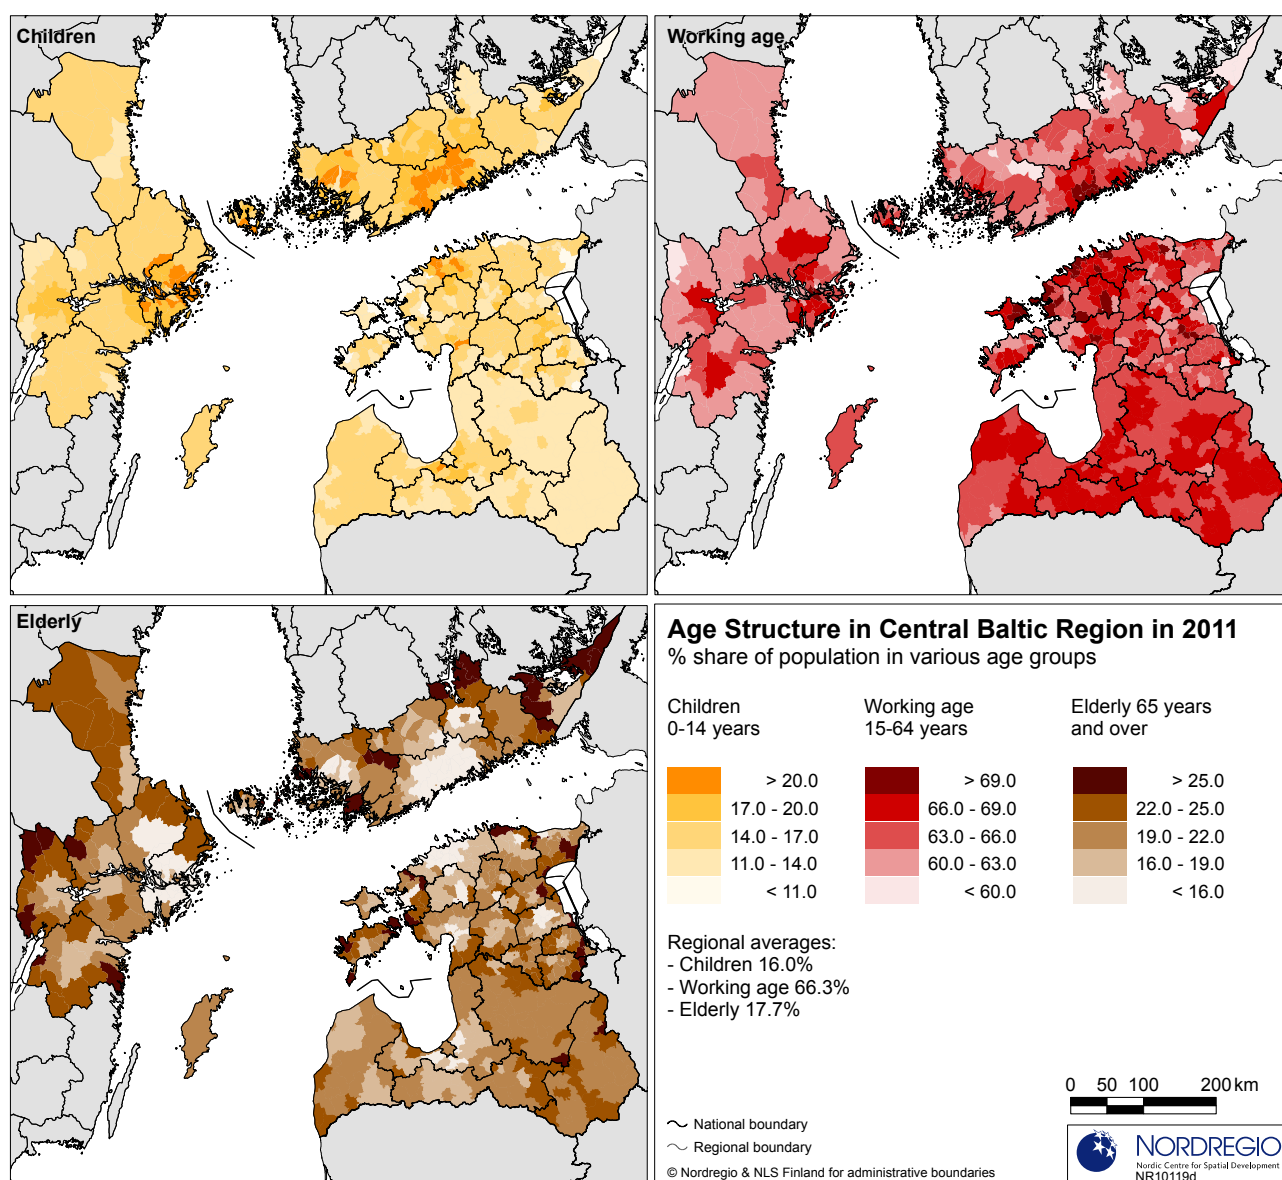 Children
Working age
Elderly
Age Structure in Central Baltic Region in 2011
% share of population in various age groups
Children
0-14 years
> 20.0
17.0 - 20.0
14.0 - 17.0
11.0 - 14.0
< 11.0
Working age
15-64 years
> 69.0
66.0 - 69.0
63.0 - 66.0
60.0 - 63.0
< 60.0
Elderly 65 years
and over
> 25.0
22.0 - 25.0
19.0 - 22.0
16.0 - 19.0
< 16.0
Regional averages:
- Children 16.0%
- Working age 66.3%
- Elderly 17.7%
0 50 100 200 km
National boundary
Regional boundary
© Nordregio & NLS Finland for administrative boundaries
NORDREGIO
Nordic Centre for Spatial Development
NR10119d